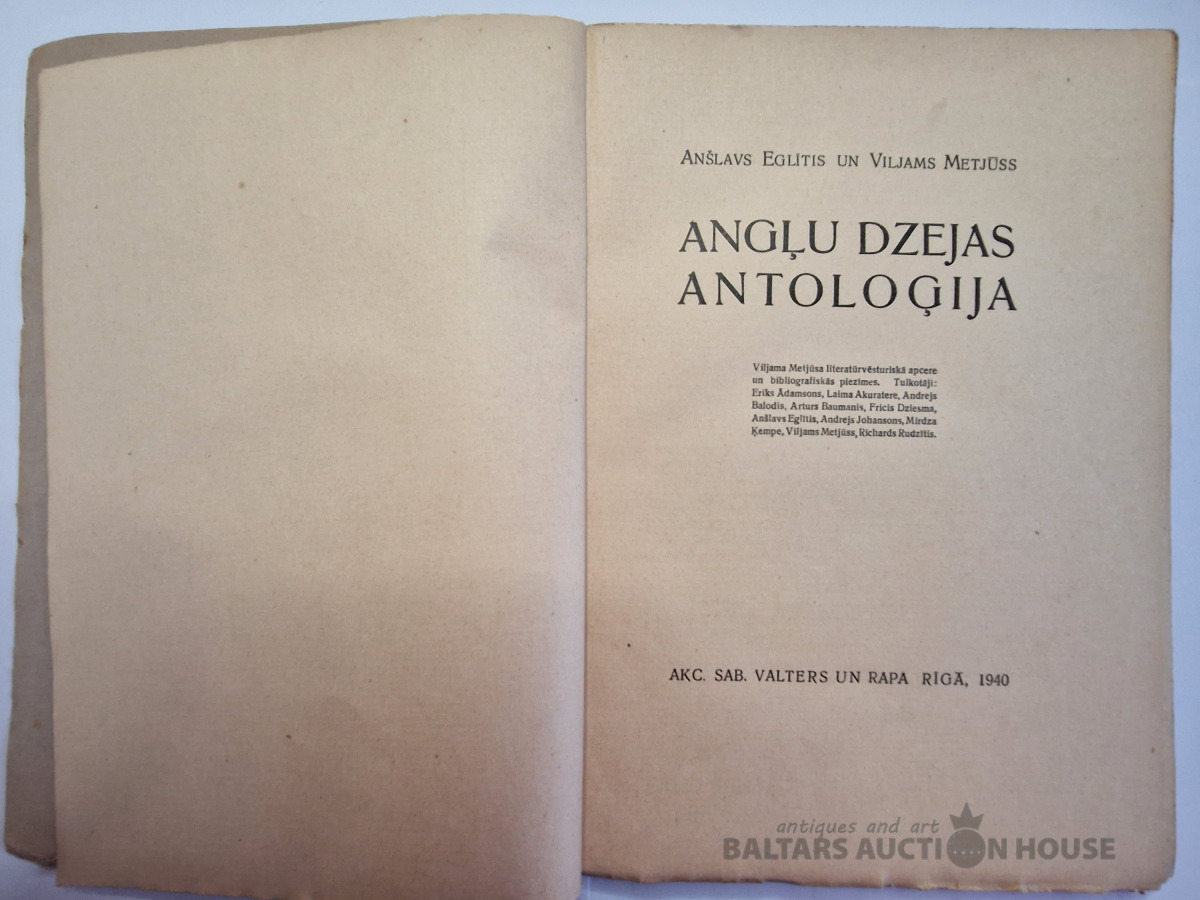 Anšlavs Eglītis un Viljams Metjūss
ANGĻU DZEJAS
ANTOLOĢIJA
Viljama Metjūsa literatūrvēsturiskā apcere
un bibliografiskās piezīmes. Tulkotāji:
Eriks Ādamsons, Laima Akuratere, Andrejs
Balodis, Arturs Baumanis, Fricis Dziesma,
Anšlavs Eglītis, Andrejs Johansons, Mirdza
Ķempe, Viljams Metjūss, Richards Rudzītis.
AKC. SAB. VALTERS UN RAPA RĪGĀ, 1940
antiques and art
BALTARS AUCTION HOUSE